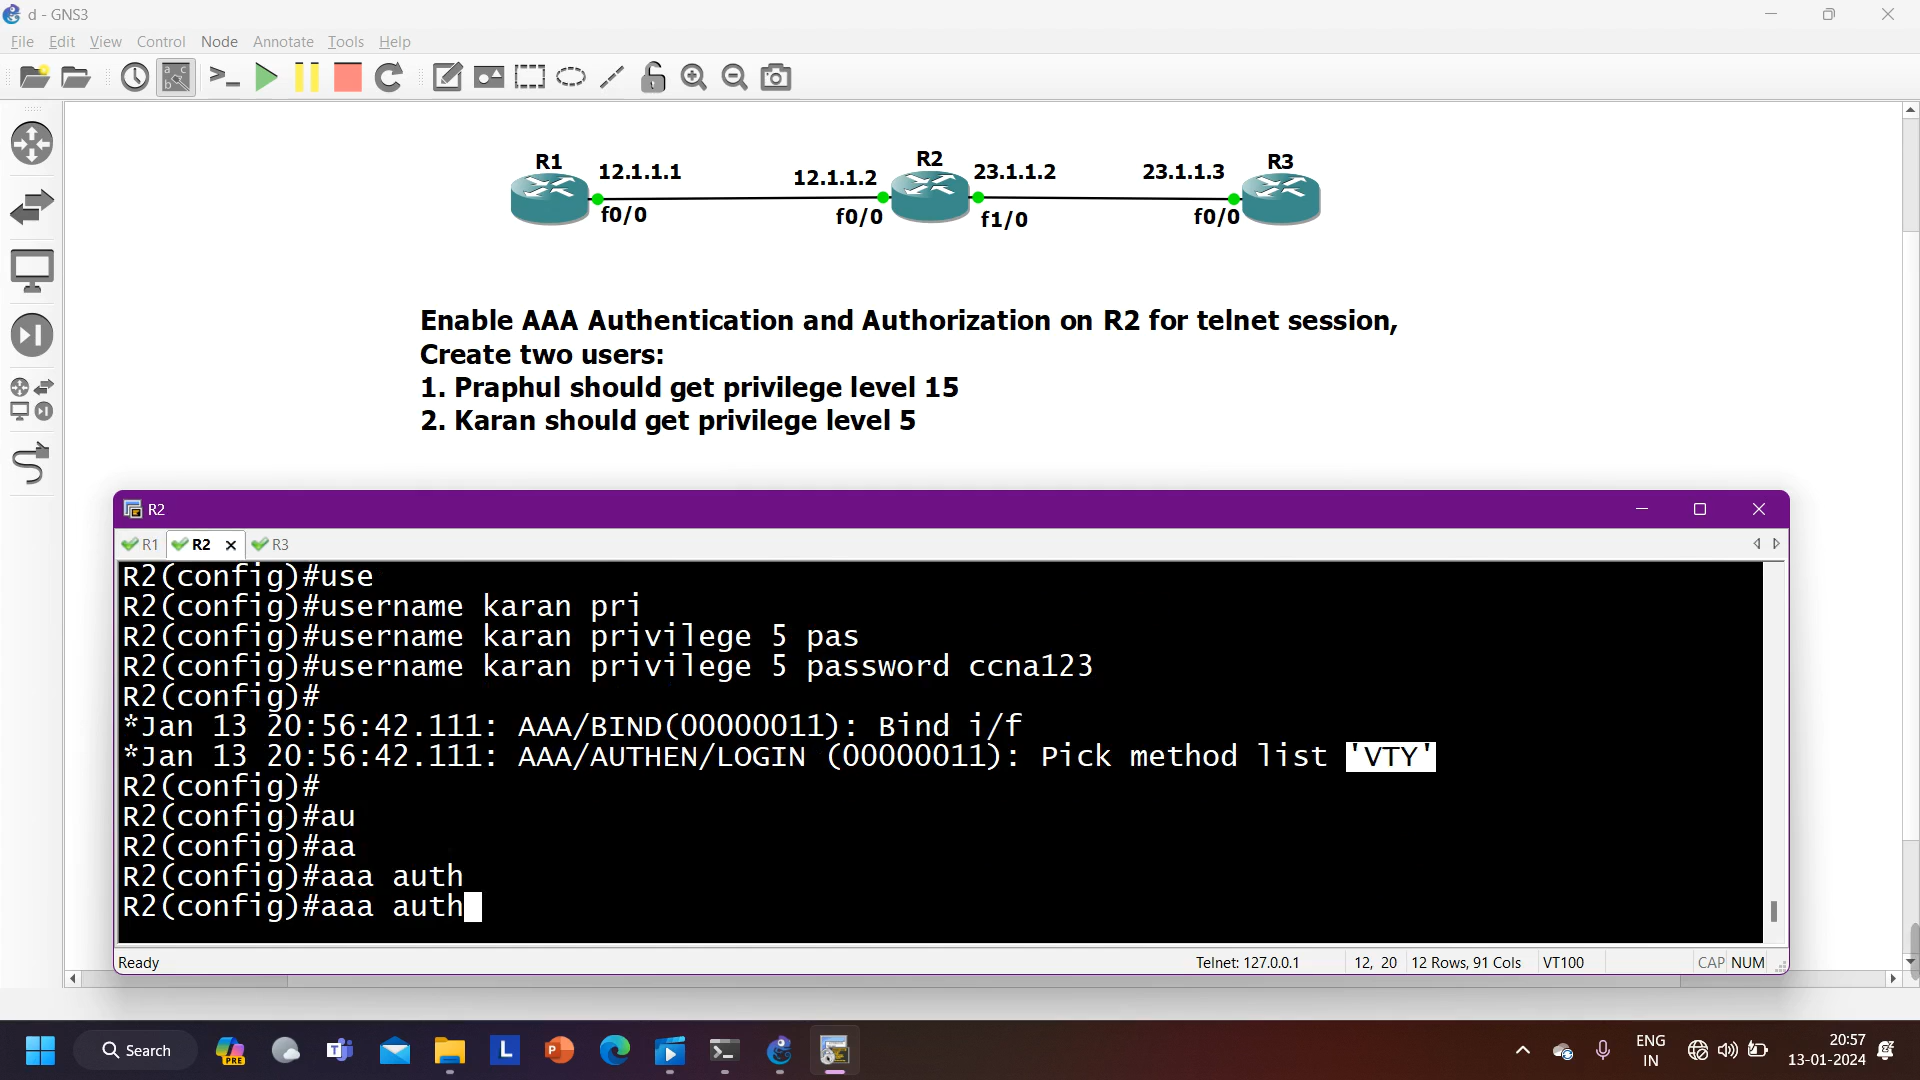 d - GNS3
File Edit View Control Node Annotate Tools Help
R1 12.1.1.1 12.1.1.2 R2 23.1.1.2 23.1.1.3 R3
f0/0 f0/0 f1/0 f0/0
Enable AAA Authentication and Authorization on R2 for telnet session,
Create two users:
1. Praphul should get privilege level 15
2. Karan should get privilege level 5
R2
R1 R2 R3
R2(config)#use
R2(config)#username karan pri
R2(config)#username karan privilege 5 pas
R2(config)#username karan privilege 5 password ccna123
R2(config)#
*Jan 13 20:56:42.111: AAA/BIND(00000011): Bind i/f
*Jan 13 20:56:42.111: AAA/AUTHEN/LOGIN (00000011): Pick method list 'VTY'
R2(config)#
R2(config)#au
R2(config)#aa
R2(config)#aaa auth
R2(config)#aaa auth
Ready Telnet: 127.0.0.1 12, 20 12 Rows, 91 Cols VT100 CAP NUM
Search PRE L ENG 20:57
IN 13-01-2024